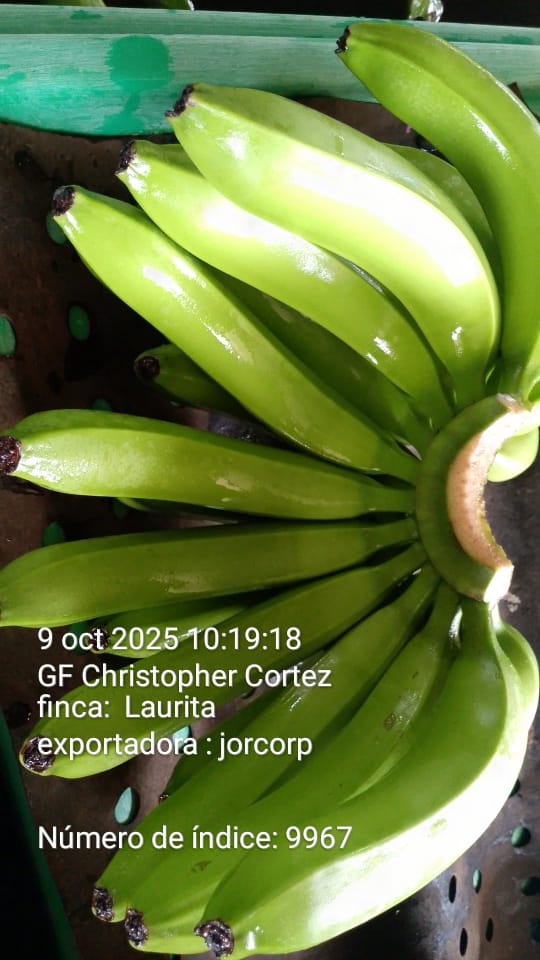 9 oct 2025 10:19:18
GF Christopher Cortez
finca:  Laurita
exportadora : jorcorp
Número de índice: 9967